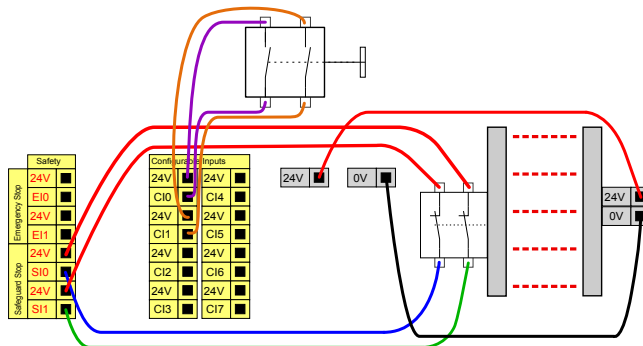 Safety
Emergency Stop
Safeguard Stop
24V
EI0
24V
EI1
24V
SI0
24V
SI1
Configurable Inputs
24V 24V
CI0 CI4
24V 24V
CI1 CI5
24V 24V
CI2 CI6
24V 24V
CI3 CI7
24V
0V
24V
0V